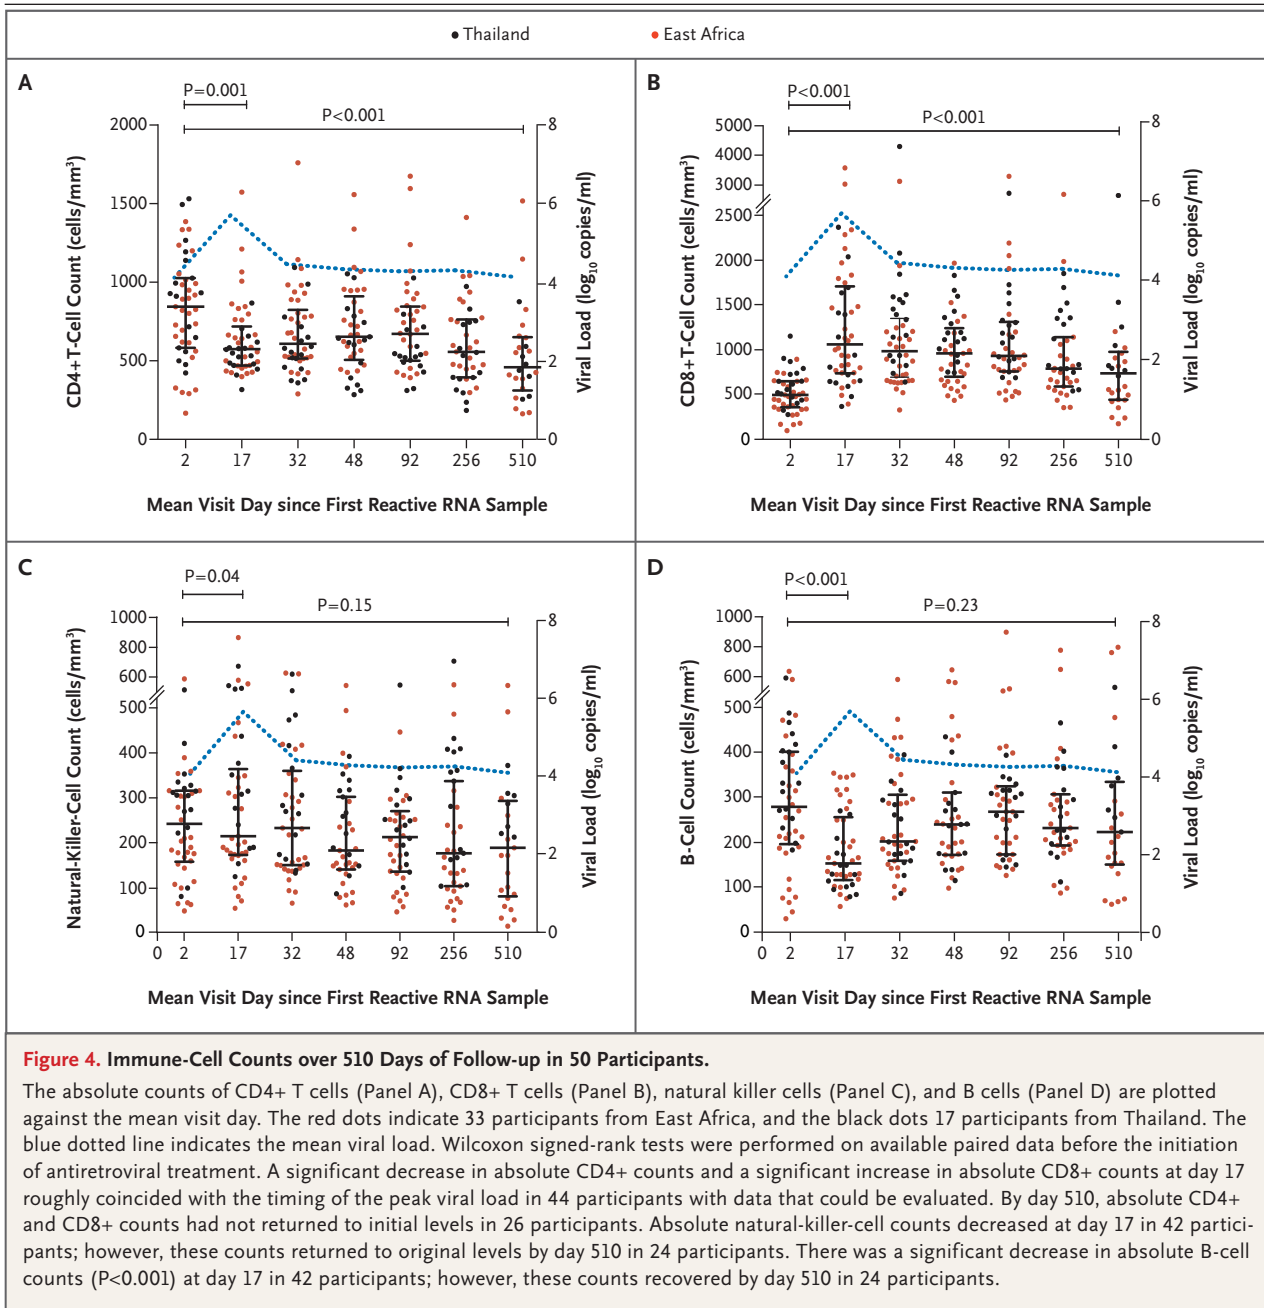 Thailand East Africa
A
P=0.001
P<0.001
2000
1500
1000
500
0
8
6
4
2
0
CD4+ T-Cell Count (cells/mm³)
Viral Load (log₁₀ copies/ml)
2 17 32 48 92 256 510
Mean Visit Day since First Reactive RNA Sample
B
P<0.001
P<0.001
5000
4000
3000
2500
2000
1500
1000
500
0
8
6
4
2
0
CD8+ T-Cell Count (cells/mm³)
Viral Load (log₁₀ copies/ml)
2 17 32 48 92 256 510
Mean Visit Day since First Reactive RNA Sample
C
P=0.04
P=0.15
1000
800
600
500
400
300
200
100
0
8
6
4
2
0
Natural-Killer-Cell Count (cells/mm³)
Viral Load (log₁₀ copies/ml)
0 2 17 32 48 92 256 510
Mean Visit Day since First Reactive RNA Sample
D
P<0.001
P=0.23
1000
800
600
500
400
300
200
100
0
8
6
4
2
0
B-Cell Count (cells/mm³)
Viral Load (log₁₀ copies/ml)
0 2 17 32 48 92 256 510
Mean Visit Day since First Reactive RNA Sample
Figure 4. Immune-Cell Counts over 510 Days of Follow-up in 50 Participants.
The absolute counts of CD4+ T cells (Panel A), CD8+ T cells (Panel B), natural killer cells (Panel C), and B cells (Panel D) are plotted
against the mean visit day. The red dots indicate 33 participants from East Africa, and the black dots 17 participants from Thailand. The
blue dotted line indicates the mean viral load. Wilcoxon signed-rank tests were performed on available paired data before the initiation
of antiretroviral treatment. A significant decrease in absolute CD4+ counts and a significant increase in absolute CD8+ counts at day 17
roughly coincided with the timing of the peak viral load in 44 participants with data that could be evaluated. By day 510, absolute CD4+
and CD8+ counts had not returned to initial levels in 26 participants. Absolute natural-killer-cell counts decreased at day 17 in 42 partici-
pants; however, these counts returned to original levels by day 510 in 24 participants. There was a significant decrease in absolute B-cell
counts (P<0.001) at day 17 in 42 participants; however, these counts recovered by day 510 in 24 participants.